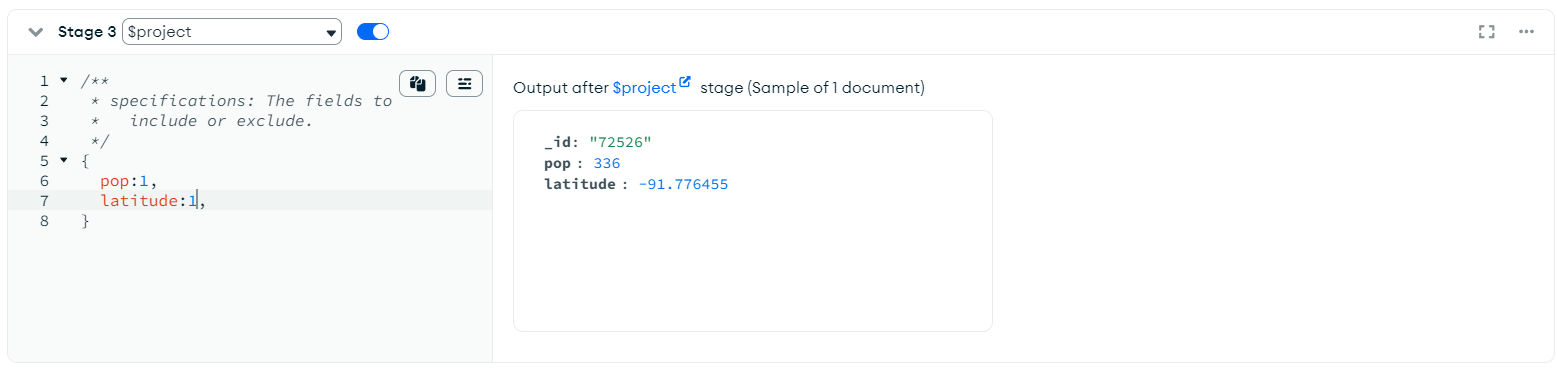 Stage 3 $project
1 /**
2 * specifications: The fields to
3 *   include or exclude.
4 */
5 {
6 pop:1,
7 latitude:1,
8 }
Output after $project stage (Sample of 1 document)
_id: "72526"
pop : 336
latitude : -91.776455